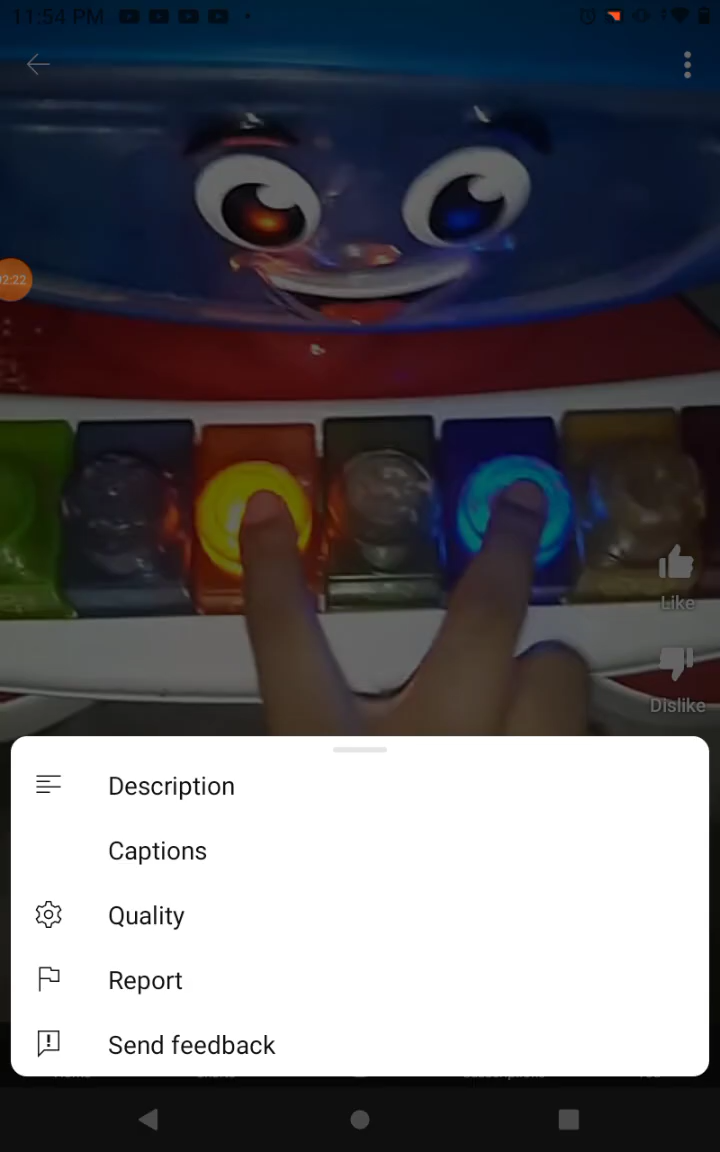 11:54 PM
02:22
Like
Dislike
Description
Captions
Quality
Report
Send feedback